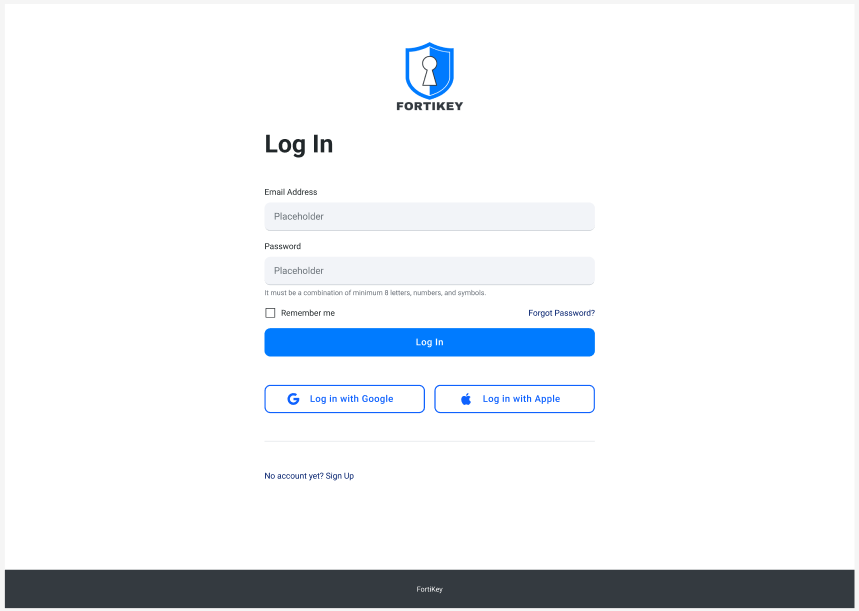 FORTIKEY
Log In
Email Address
Placeholder
Password
Placeholder
It must be a combination of minimum 8 letters, numbers, and symbols.
Remember me
Forgot Password?
Log In
Log in with Google
Log in with Apple
No account yet? Sign Up
FortiKey